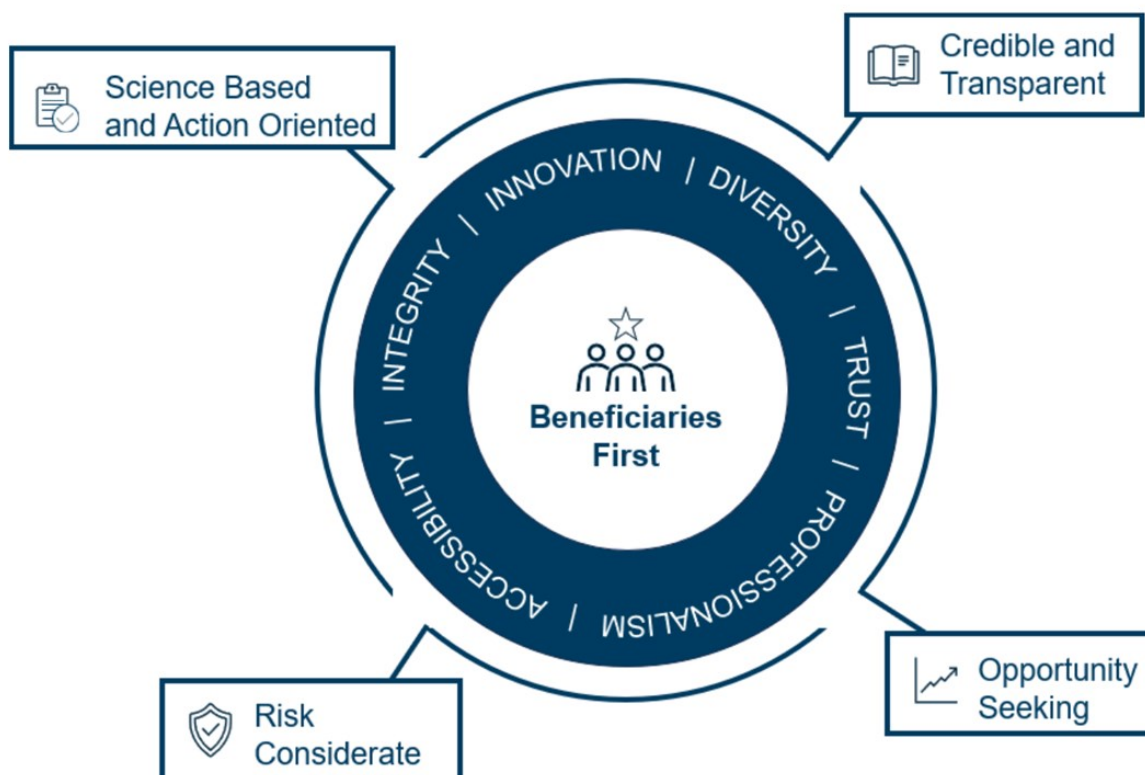 Science Based
and Action Oriented
Credible and
Transparent
INTEGRITY | INNOVATION | DIVERSITY | TRUST | PROFESSIONALISM | ACCESSIBILITY |
Beneficiaries
First
Risk
Considerate
Opportunity
Seeking